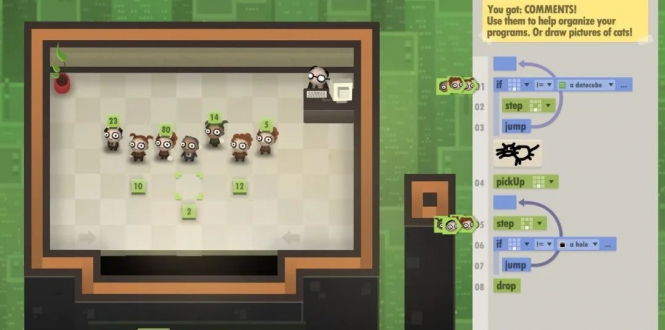 You got: COMMENTS!
Use them to help organize your
programs. Or draw pictures of cats!
23
80
14
5
10
12
2
01 if != a datacube ...
02 step
03 jump
04 pickUp
05 step
06 if != a hole ...
07 jump
08 drop